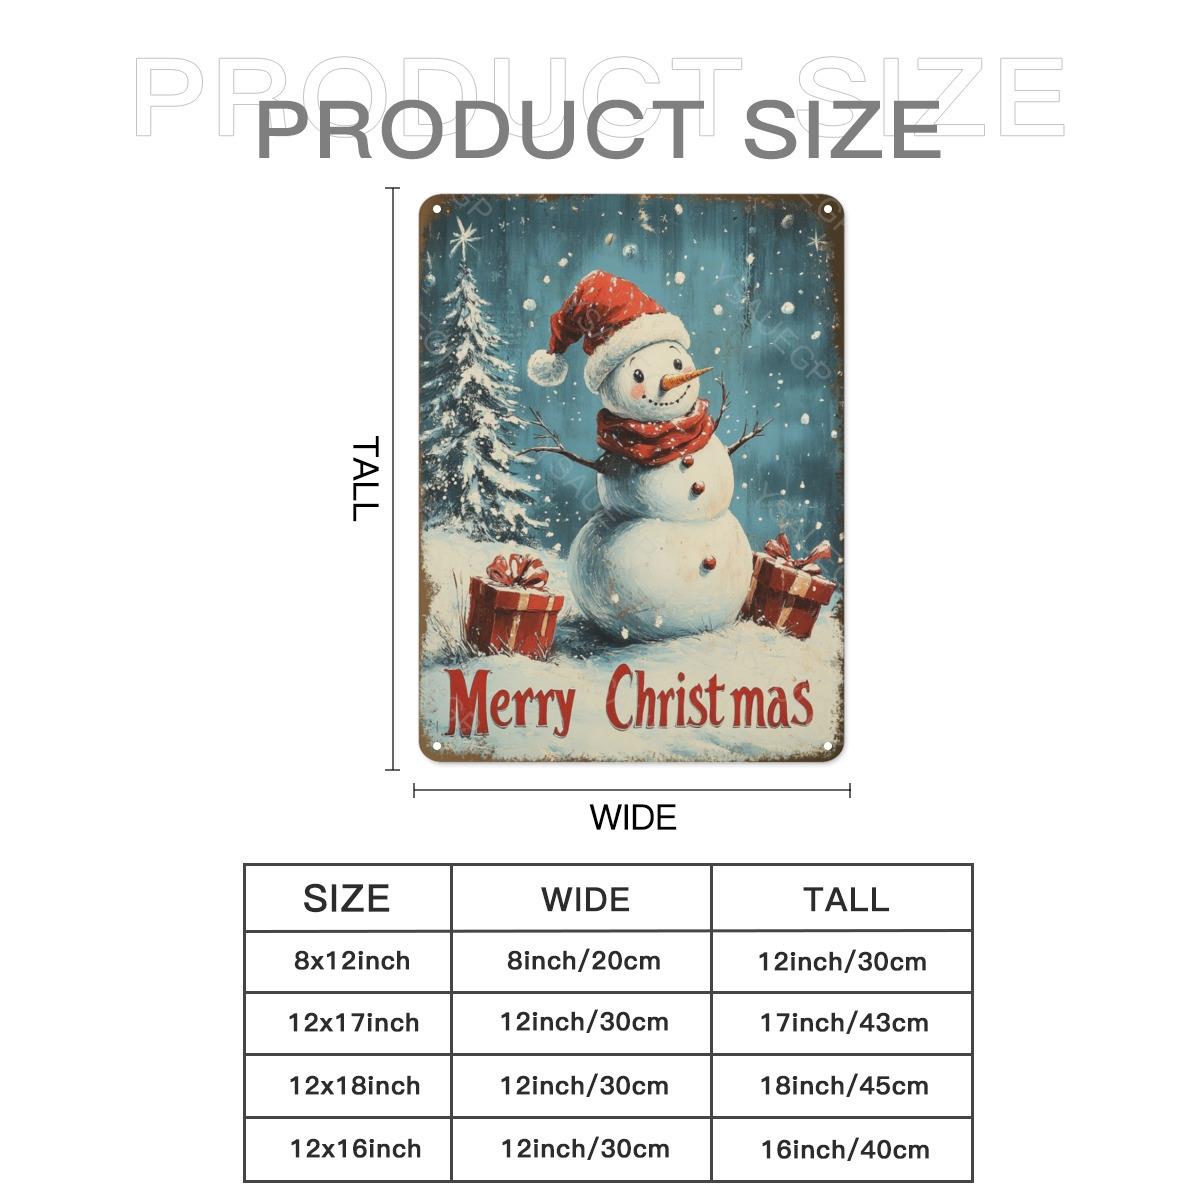 PRODUCT SIZE
PRODUCT SIZE
TALL
Merry Christmas
WIDE
SIZE WIDE TALL
8x12inch 8inch/20cm 12inch/30cm
12x17inch 12inch/30cm 17inch/43cm
12x18inch 12inch/30cm 18inch/45cm
12x16inch 12inch/30cm 16inch/40cm